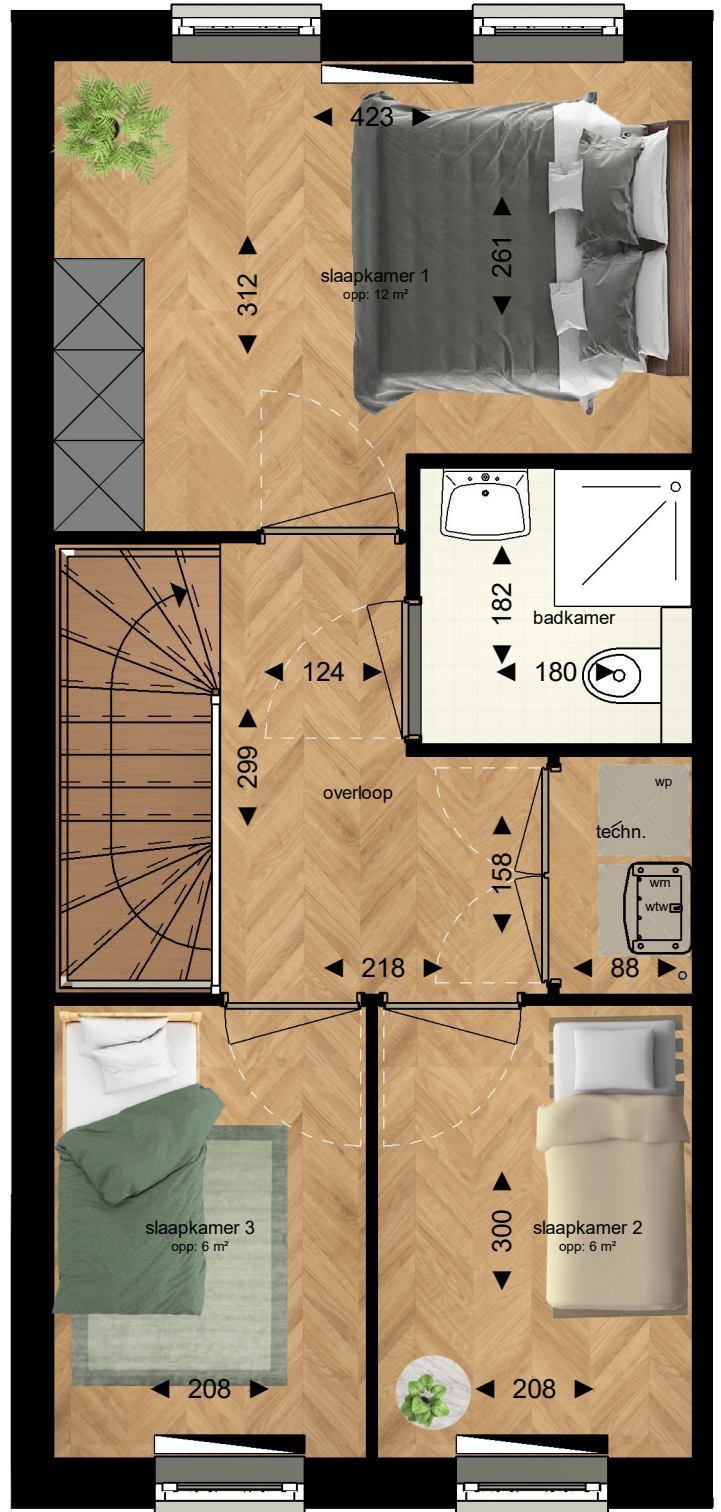 423
261
312
slaapkamer 1
opp: 12 m²
182
badkamer
180
124
299
overloop
wp
techn.
158
wm
wtw
218
88
slaapkamer 3
opp: 6 m²
300
slaapkamer 2
opp: 6 m²
208
208